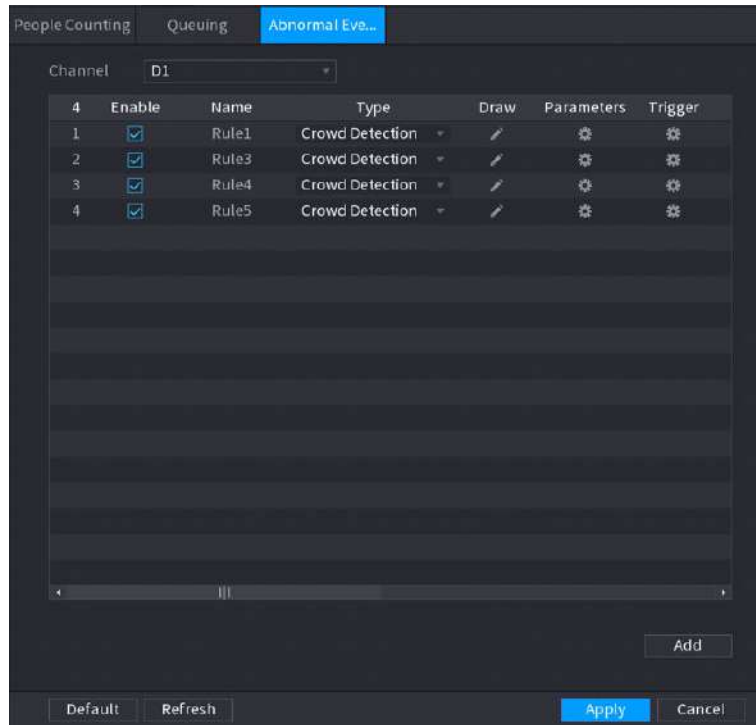 People Counting Queuing Abnormal Eve...
Channel D1
4 Enable Name Type Draw Parameters Trigger
1 Rule1 Crowd Detection
2 Rule3 Crowd Detection
3 Rule4 Crowd Detection
4 Rule5 Crowd Detection
Add
Default Refresh Apply Cancel